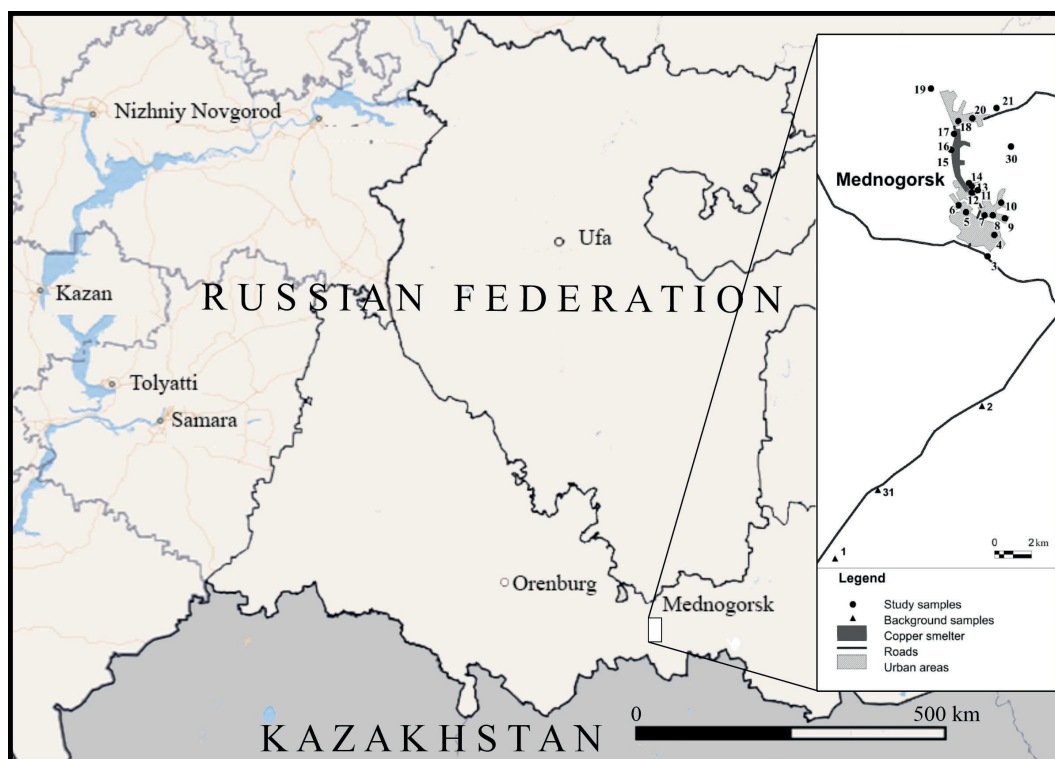 Nizhniy Novgorod
Ufa
Kazan
RUSSIAN FEDERATION
Tolyatti
Samara
Orenburg
Mednogorsk
KAZAKHSTAN
0 500 km
19
21
20
18
17
16
15
30
Mednogorsk
14
13
11
12
10
6
5
7
8
9
4
3
2
31
1
0 2 km
Legend
Study samples
Background samples
Copper smelter
Roads
Urban areas